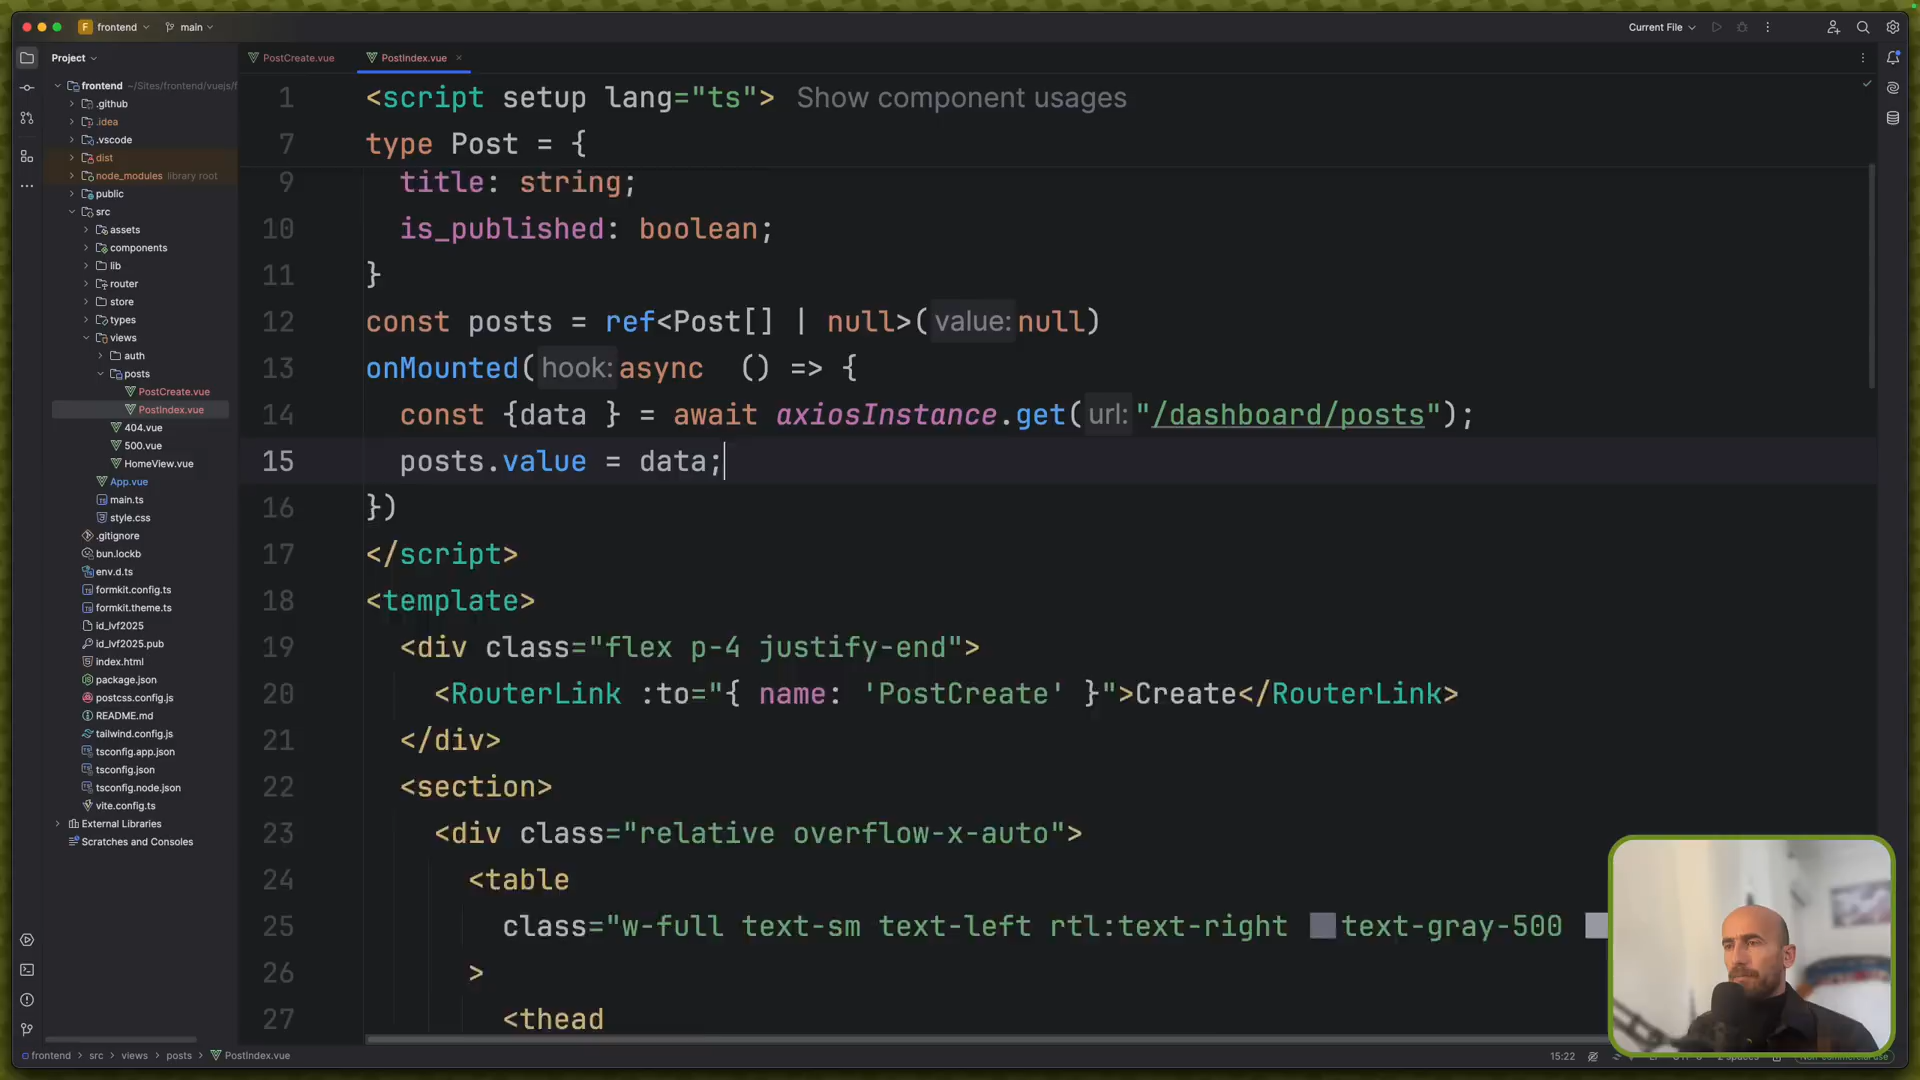 frontend
main
Current File
Project
PostCreate.vue
PostIndex.vue
frontend ~/Sites/frontend/vuejs/f
.github
.idea
.vscode
dist
node_modules library root
public
src
assets
components
lib
router
store
types
views
auth
posts
PostCreate.vue
PostIndex.vue
404.vue
500.vue
HomeView.vue
App.vue
main.ts
style.css
.gitignore
bun.lockb
env.d.ts
formkit.config.ts
formkit.theme.ts
id_lvf2025
id_lvf2025.pub
index.html
package.json
postcss.config.js
README.md
tailwind.config.js
tsconfig.app.json
tsconfig.json
tsconfig.node.json
vite.config.ts
External Libraries
Scratches and Consoles
1 <script setup lang="ts"> Show component usages
7 type Post = {
9 title: string;
10 is_published: boolean;
11 }
12 const posts = ref<Post[] | null>( value: null)
13 onMounted( hook: async () => {
14 const {data } = await axiosInstance.get( url: "/dashboard/posts");
15 posts.value = data;
16 })
17 </script>
18 <template>
19 <div class="flex p-4 justify-end">
20 <RouterLink :to="{ name: 'PostCreate' }">Create</RouterLink>
21 </div>
22 <section>
23 <div class="relative overflow-x-auto">
24 <table
25 class="w-full text-sm text-left rtl:text-right text-gray-500
26 >
27 <thead
frontend > src > views > posts > PostIndex.vue
15:22